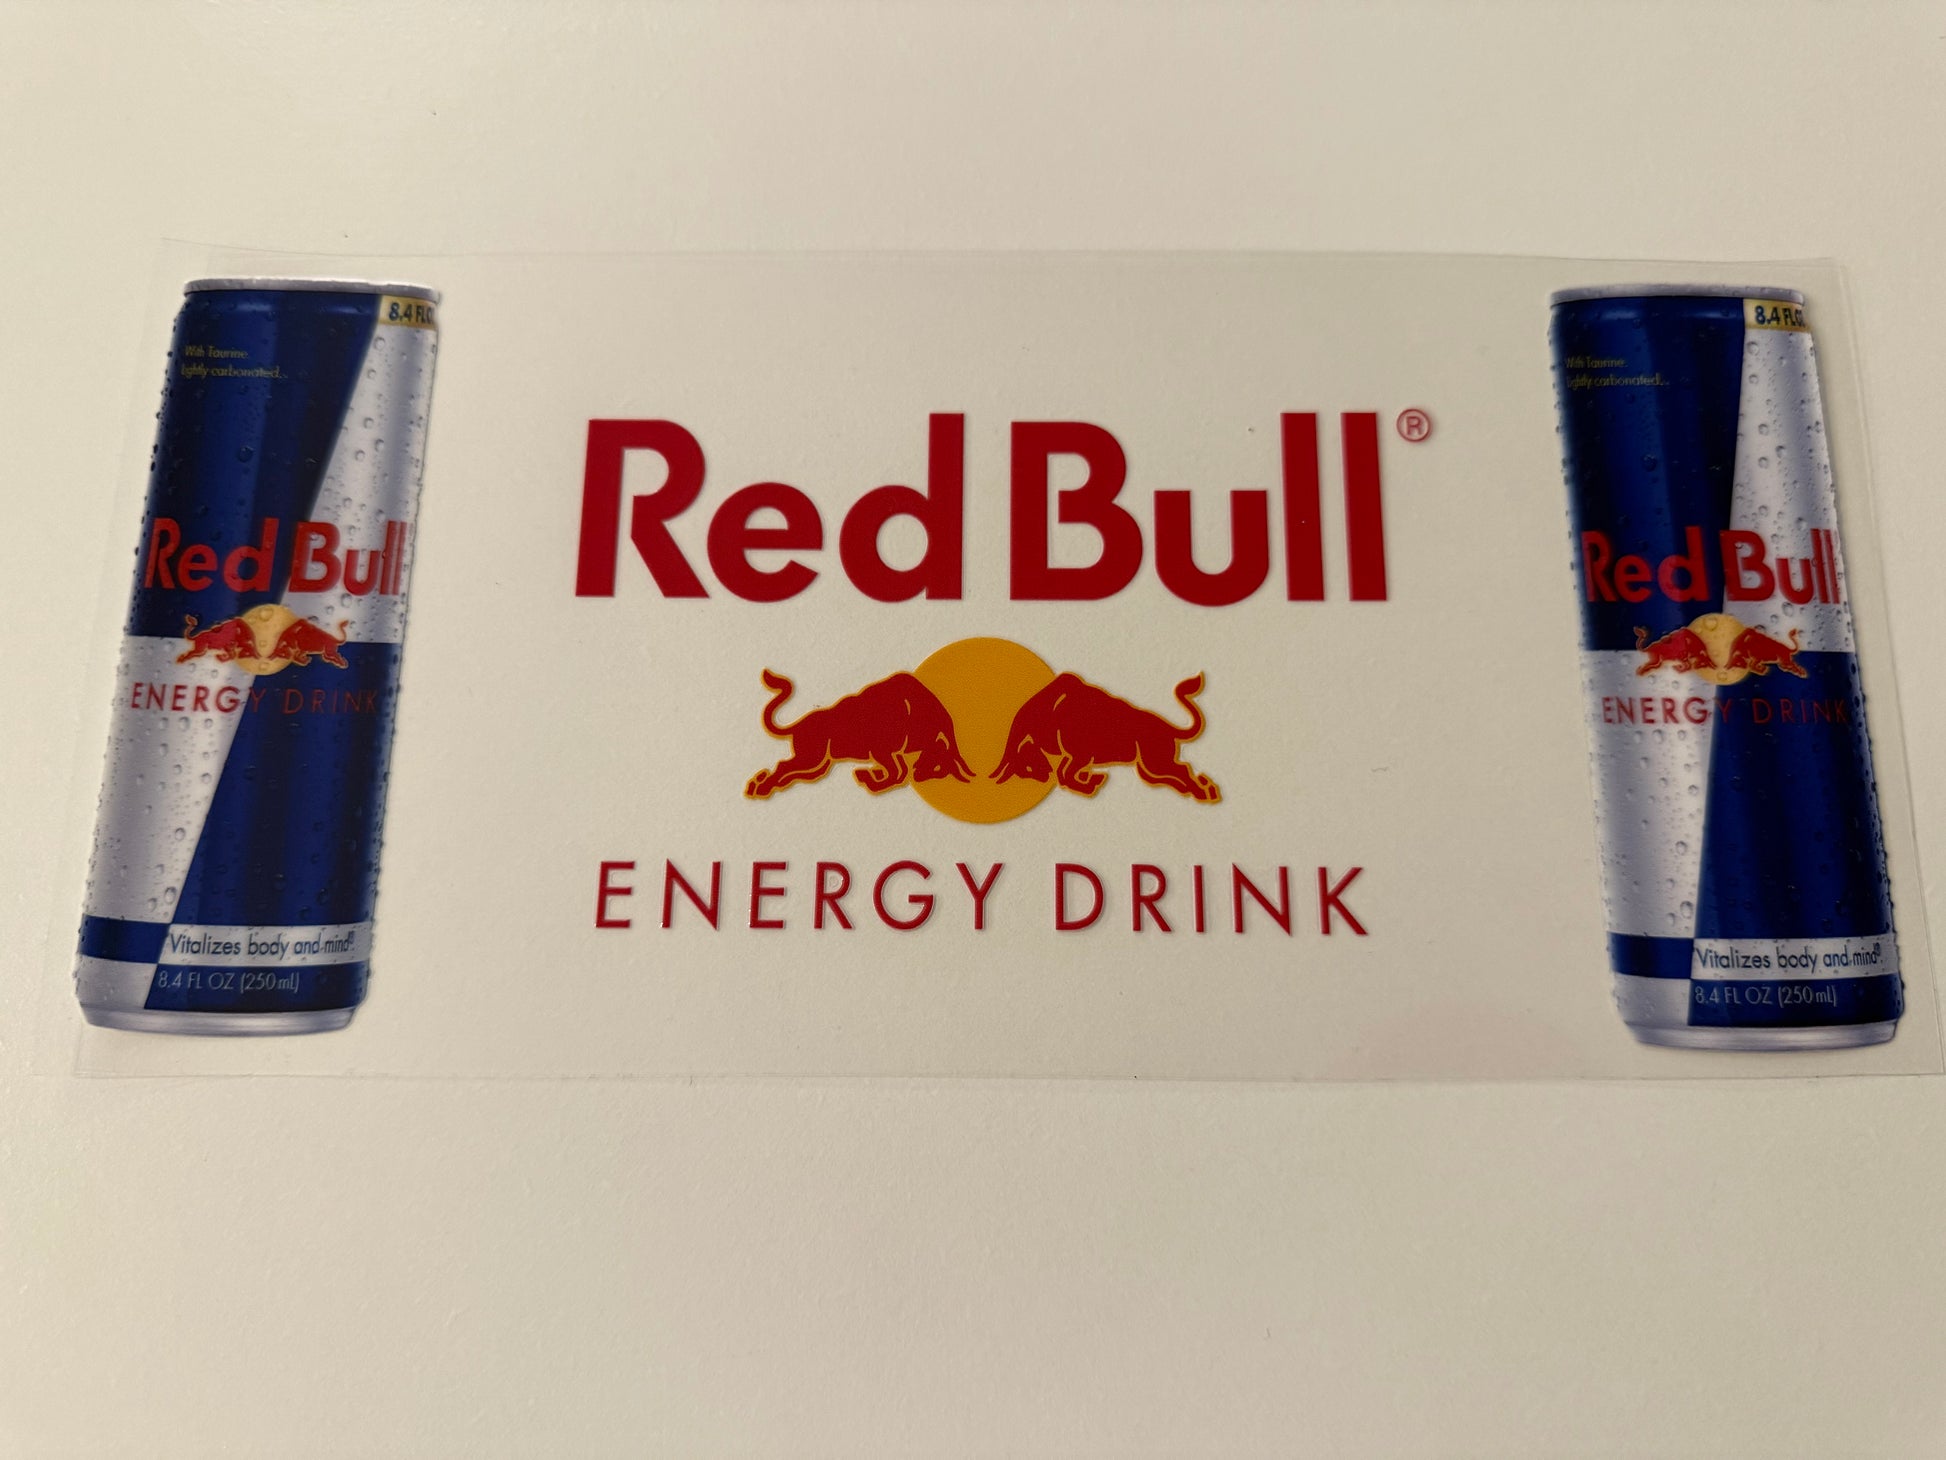 8.4 FL O
With Taurine.
Lightly carbonated...
Red Bull
ENERGY DRINK
"Vitalizes body and mind®."
8.4 FL OZ (250 mL)
Red Bull®
ENERGY DRINK
8.4 FL OZ
With Taurine.
Lightly carbonated...
Red Bull
ENERGY DRINK
"Vitalizes body and mind®."
8.4 FL OZ (250 mL)